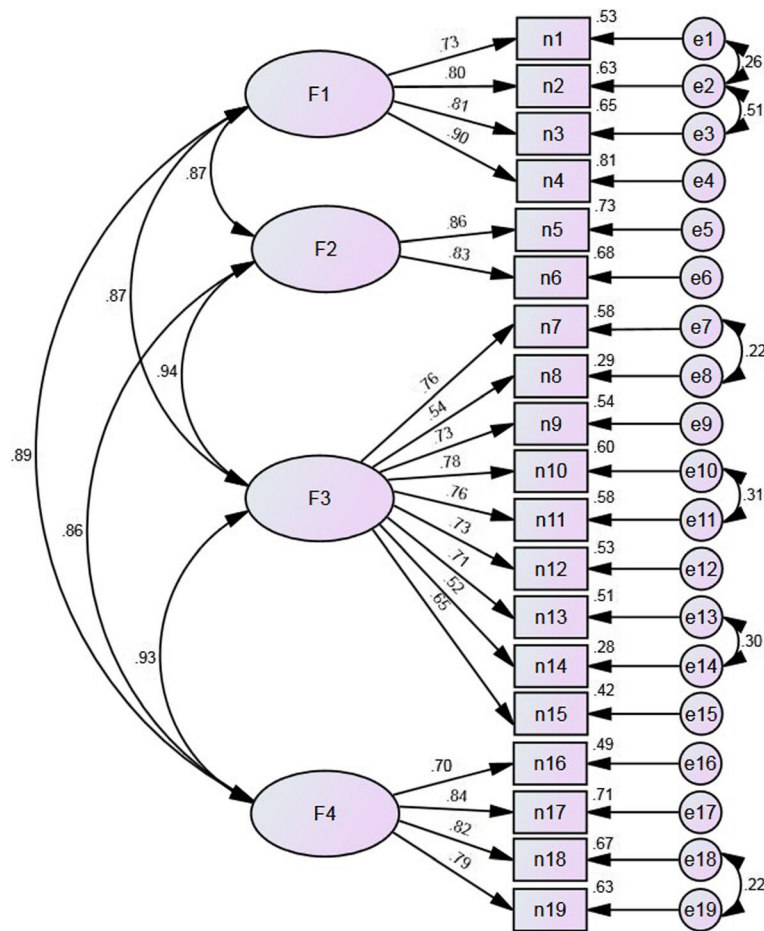 .53
.73 n1 e1
.26
F1 .80 .63 n2 e2
.51
.81 .65 n3 e3
.90 .81 n4 e4
.87
.73
.86 n5 e5
F2 .83 .68 n6 e6
.87
.58
n7 e7
.22
.94 .76 .29 n8 e8
.54 .54
.73 n9 e9
.89 .78 .60 n10 e10
.31
F3 .76 .58 n11 e11
.86 .73 .53 n12 e12
.71 .51 n13 e13
.52 .30
.65 .28 n14 e14
.93 .42
n15 e15
.49
.70 n16 e16
F4 .84 .71 n17 e17
.82 .67 n18 e18
.22
.79 .63 n19 e19